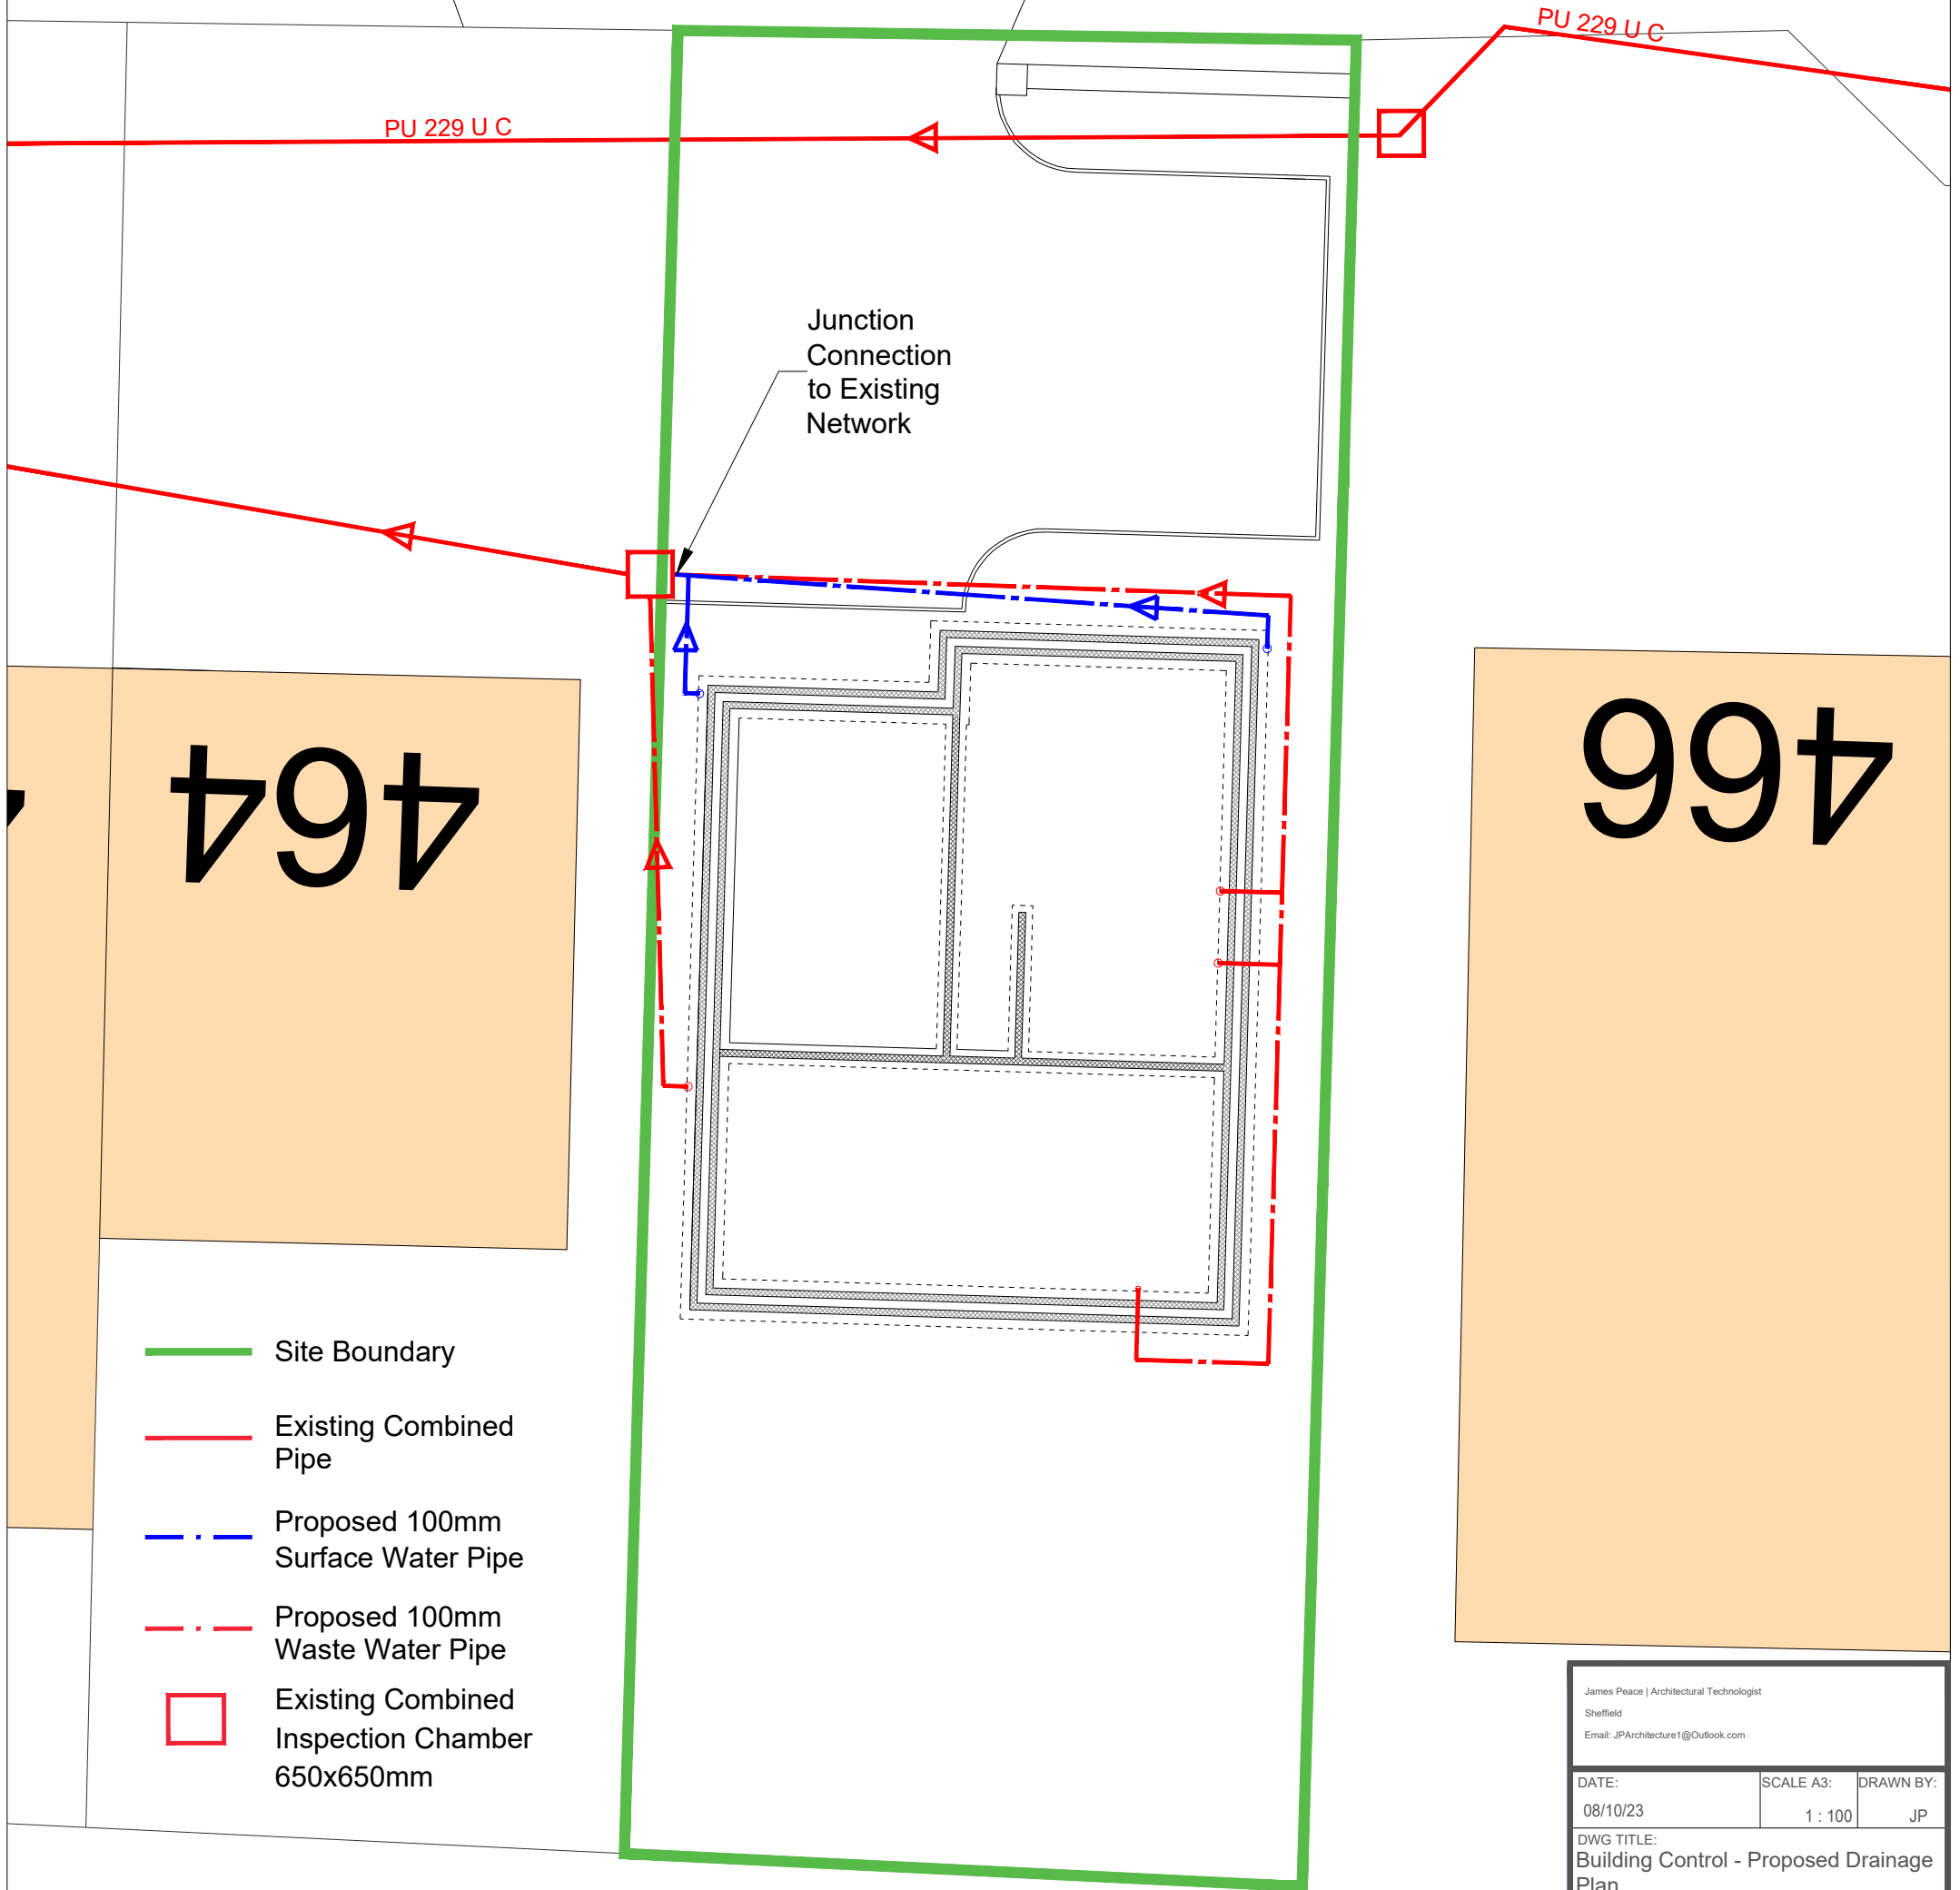 PU 229 U C
PU 229 U C
Junction
Connection
to Existing
Network
464
466
Site Boundary
Existing Combined
Pipe
Proposed 100mm
Surface Water Pipe
Proposed 100mm
Waste Water Pipe
Existing Combined
Inspection Chamber
650x650mm
James Peace | Architectural Technologist
Sheffield
Email: JPArchitecture1@Outlook.com
DATE:
08/10/23
SCALE A3:
1 : 100
DRAWN BY:
JP
DWG TITLE:
Building Control - Proposed Drainage
Plan